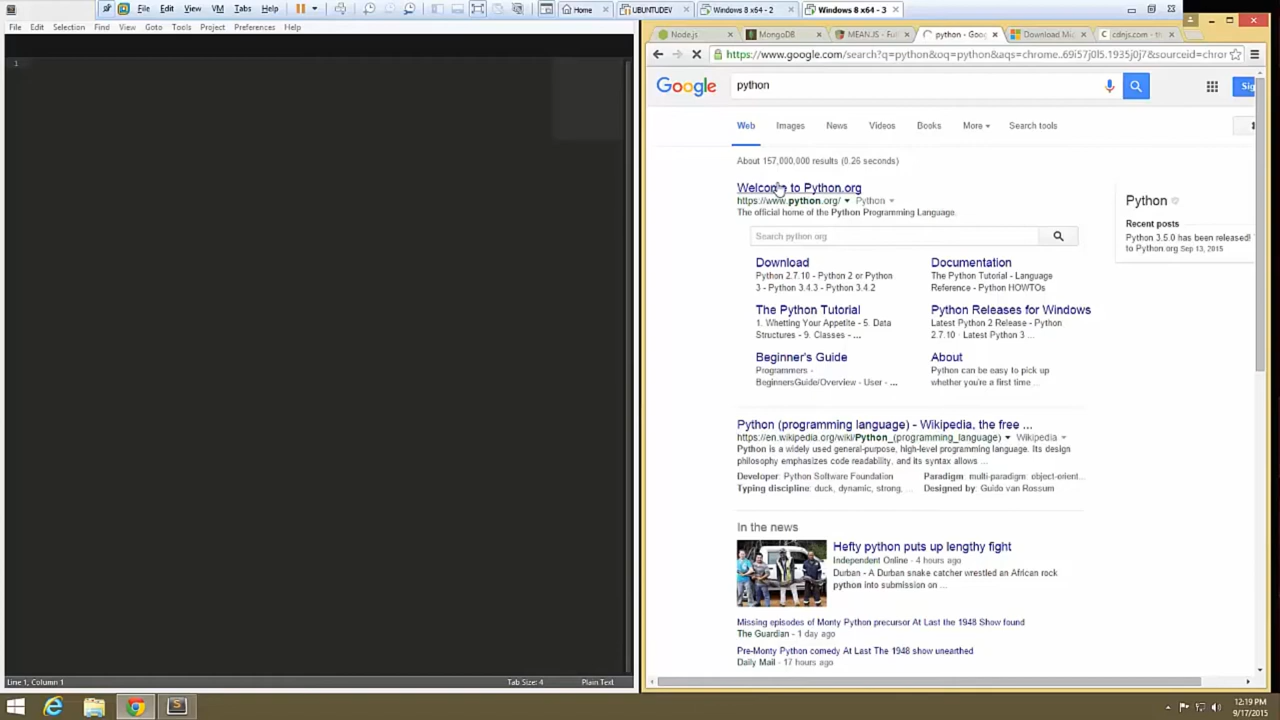 File Edit View VM Tabs Help
Home
UBUNTUDEV
Windows 8 x64 - 2
Windows 8 x64 - 3
File Edit Selection Find View Goto Tools Project Preferences Help
1
Line 1, Column 1
Tab Size: 4
Plain Text
Node.js
MongoDB
MEAN.JS - Ful
python - Goog
Download Mic
cdnjs.com - th
https://www.google.com/search?q=python&oq=python&aqs=chrome..69i57j0l5.1935j0j7&sourceid=chror
Google
python
Sig
Web Images News Videos Books More Search tools
About 157,000,000 results (0.26 seconds)
Welcome to Python.org
https://www.python.org/ Python
The official home of the Python Programming Language.
Search python.org
Download
Python 2.7.10 - Python 2 or Python
3 - Python 3.4.3 - Python 3.4.2
Documentation
The Python Tutorial - Language
Reference - Python HOWTOs
The Python Tutorial
1. Whetting Your Appetite - 5. Data
Structures - 9. Classes - ...
Python Releases for Windows
Latest Python 2 Release - Python
2.7.10 · Latest Python 3 ...
Beginner's Guide
Programmers -
BeginnersGuide/Overview - User - ...
About
Python can be easy to pick up
whether you're a first time ...
Python (programming language) - Wikipedia, the free ...
https://en.wikipedia.org/wiki/Python_(programming_language) Wikipedia
Python is a widely used general-purpose, high-level programming language. Its design
philosophy emphasizes code readability, and its syntax allows ...
Developer: Python Software Foundation
Paradigm: multi-paradigm: object-orient...
Typing discipline: duck, dynamic, strong, ...
Designed by: Guido van Rossum
In the news
Hefty python puts up lengthy fight
Independent Online - 4 hours ago
Durban - A Durban snake catcher wrestled an African rock
python into submission on ...
Missing episodes of Monty Python precursor At Last the 1948 Show found
The Guardian - 1 day ago
Pre-Monty Python comedy At Last The 1948 show unearthed
Daily Mail - 17 hours ago
Python
Recent posts
Python 3.5.0 has been released!
to Python.org Sep 13, 2015
12:19 PM
9/17/2015